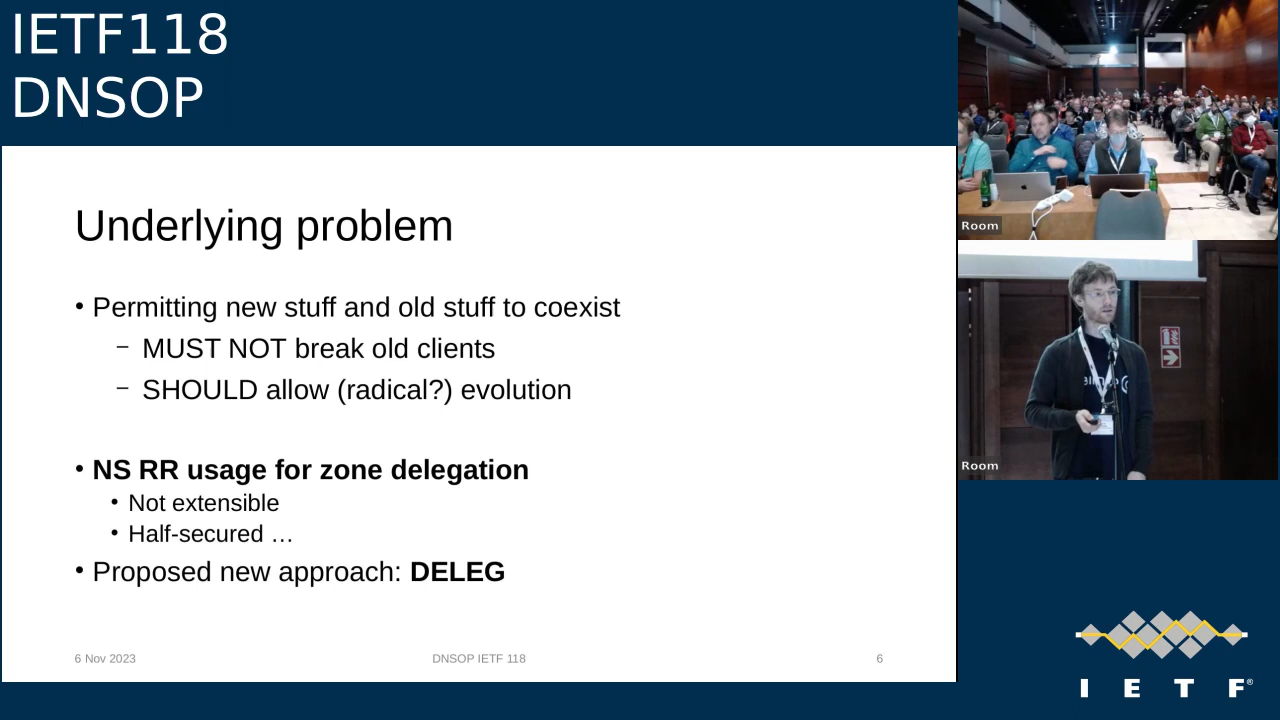 IETF118
DNSOP
Underlying problem
• Permitting new stuff and old stuff to coexist
– MUST NOT break old clients
– SHOULD allow (radical?) evolution
• NS RR usage for zone delegation
• Not extensible
• Half-secured …
• Proposed new approach: DELEG
6 Nov 2023
DNSOP IETF 118
6
Room
Room
I E T F®